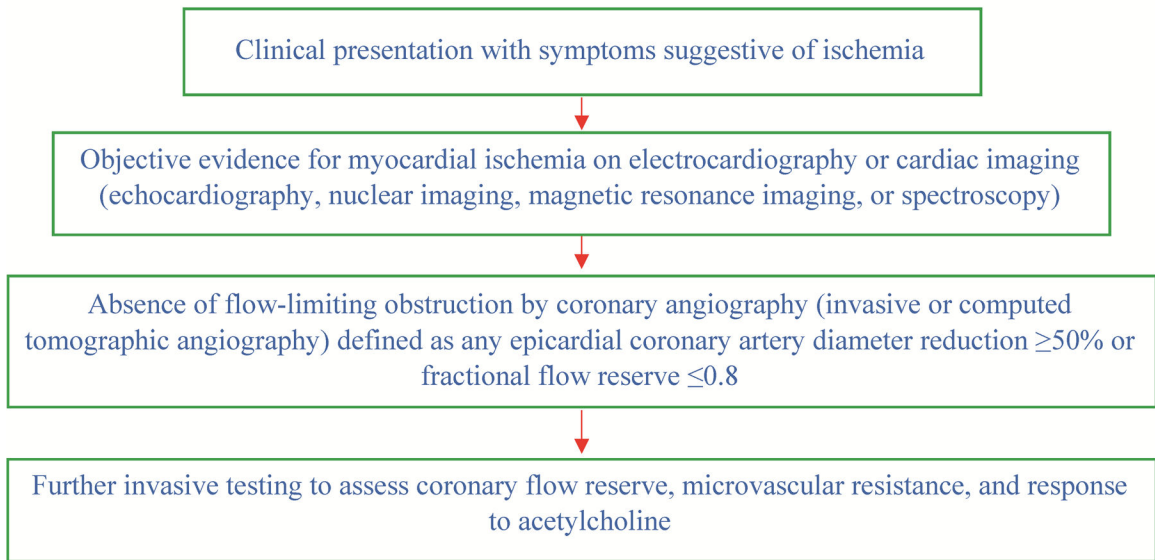 Clinical presentation with symptoms suggestive of ischemia
Objective evidence for myocardial ischemia on electrocardiography or cardiac imaging
(echocardiography, nuclear imaging, magnetic resonance imaging, or spectroscopy)
Absence of flow-limiting obstruction by coronary angiography (invasive or computed
tomographic angiography) defined as any epicardial coronary artery diameter reduction ≥50% or
fractional flow reserve ≤0.8
Further invasive testing to assess coronary flow reserve, microvascular resistance, and response
to acetylcholine